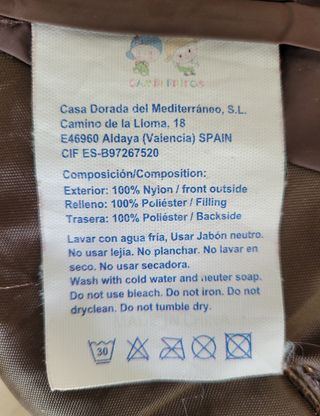 Casa Dorada del Mediterráneo, S.L.
Camino de la Lloma, 18
E46960 Aldaya (Valencia) SPAIN
CIF ES-B97267520
Composición/Composition:
Exterior: 100% Nylon / front outside
Relleno: 100% Poliéster / Filling
Trasera: 100% Poliéster / Backside
Lavar con agua fría, Usar Jabón neutro.
No usar lejía. No planchar. No lavar en
seco. No usar secadora.
Wash with cold water and neuter soap.
Do not use bleach. Do not iron. Do not
dryclean. Do not tumble dry.
30